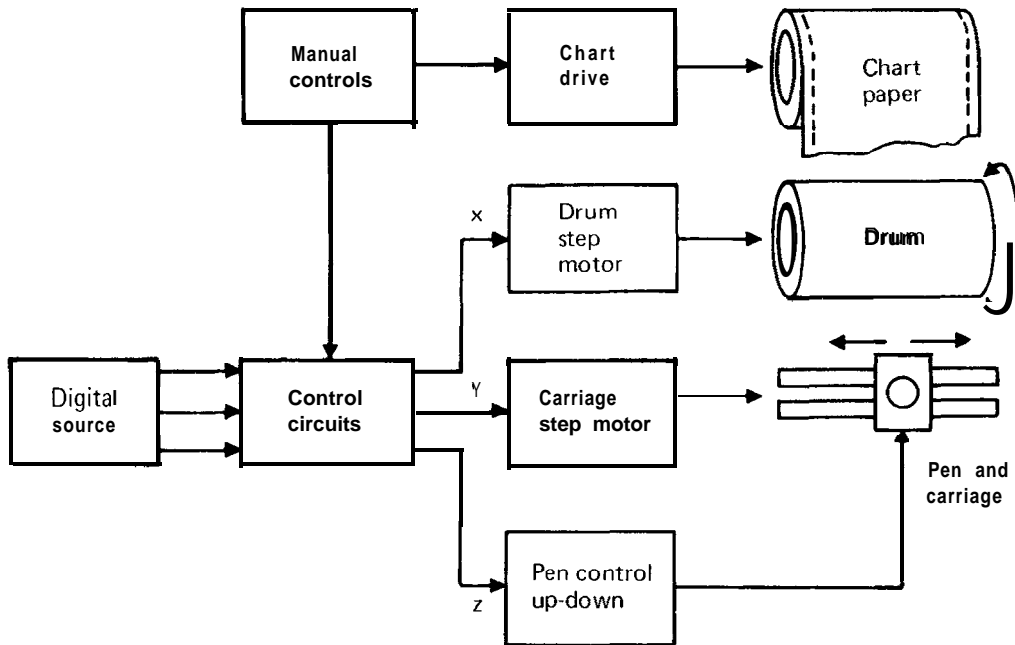 Manual
controls
Chart
drive
Chart
paper
X
Drum
step
motor
Drum
Digital
source
Control
circuits
Y
Carriage
step motor
Pen and
carriage
Z
Pen control
up-down